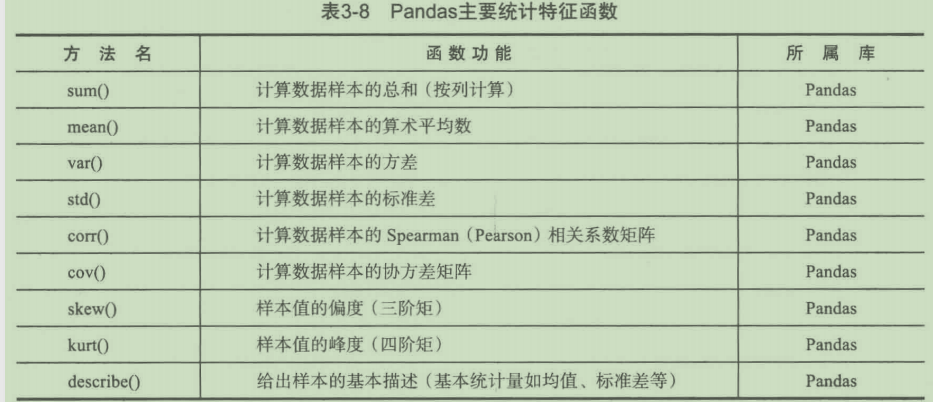 表3-8 Pandas主要统计特征函数
方 法 名 函 数 功 能 所 属 库
sum() 计算数据样本的总和（按列计算） Pandas
mean() 计算数据样本的算术平均数 Pandas
var() 计算数据样本的方差 Pandas
std() 计算数据样本的标准差 Pandas
corr() 计算数据样本的 Spearman（Pearson）相关系数矩阵 Pandas
cov() 计算数据样本的协方差矩阵 Pandas
skew() 样本值的偏度（三阶矩） Pandas
kurt() 样本值的峰度（四阶矩） Pandas
describe() 给出样本的基本描述（基本统计量如均值、标准差等） Pandas